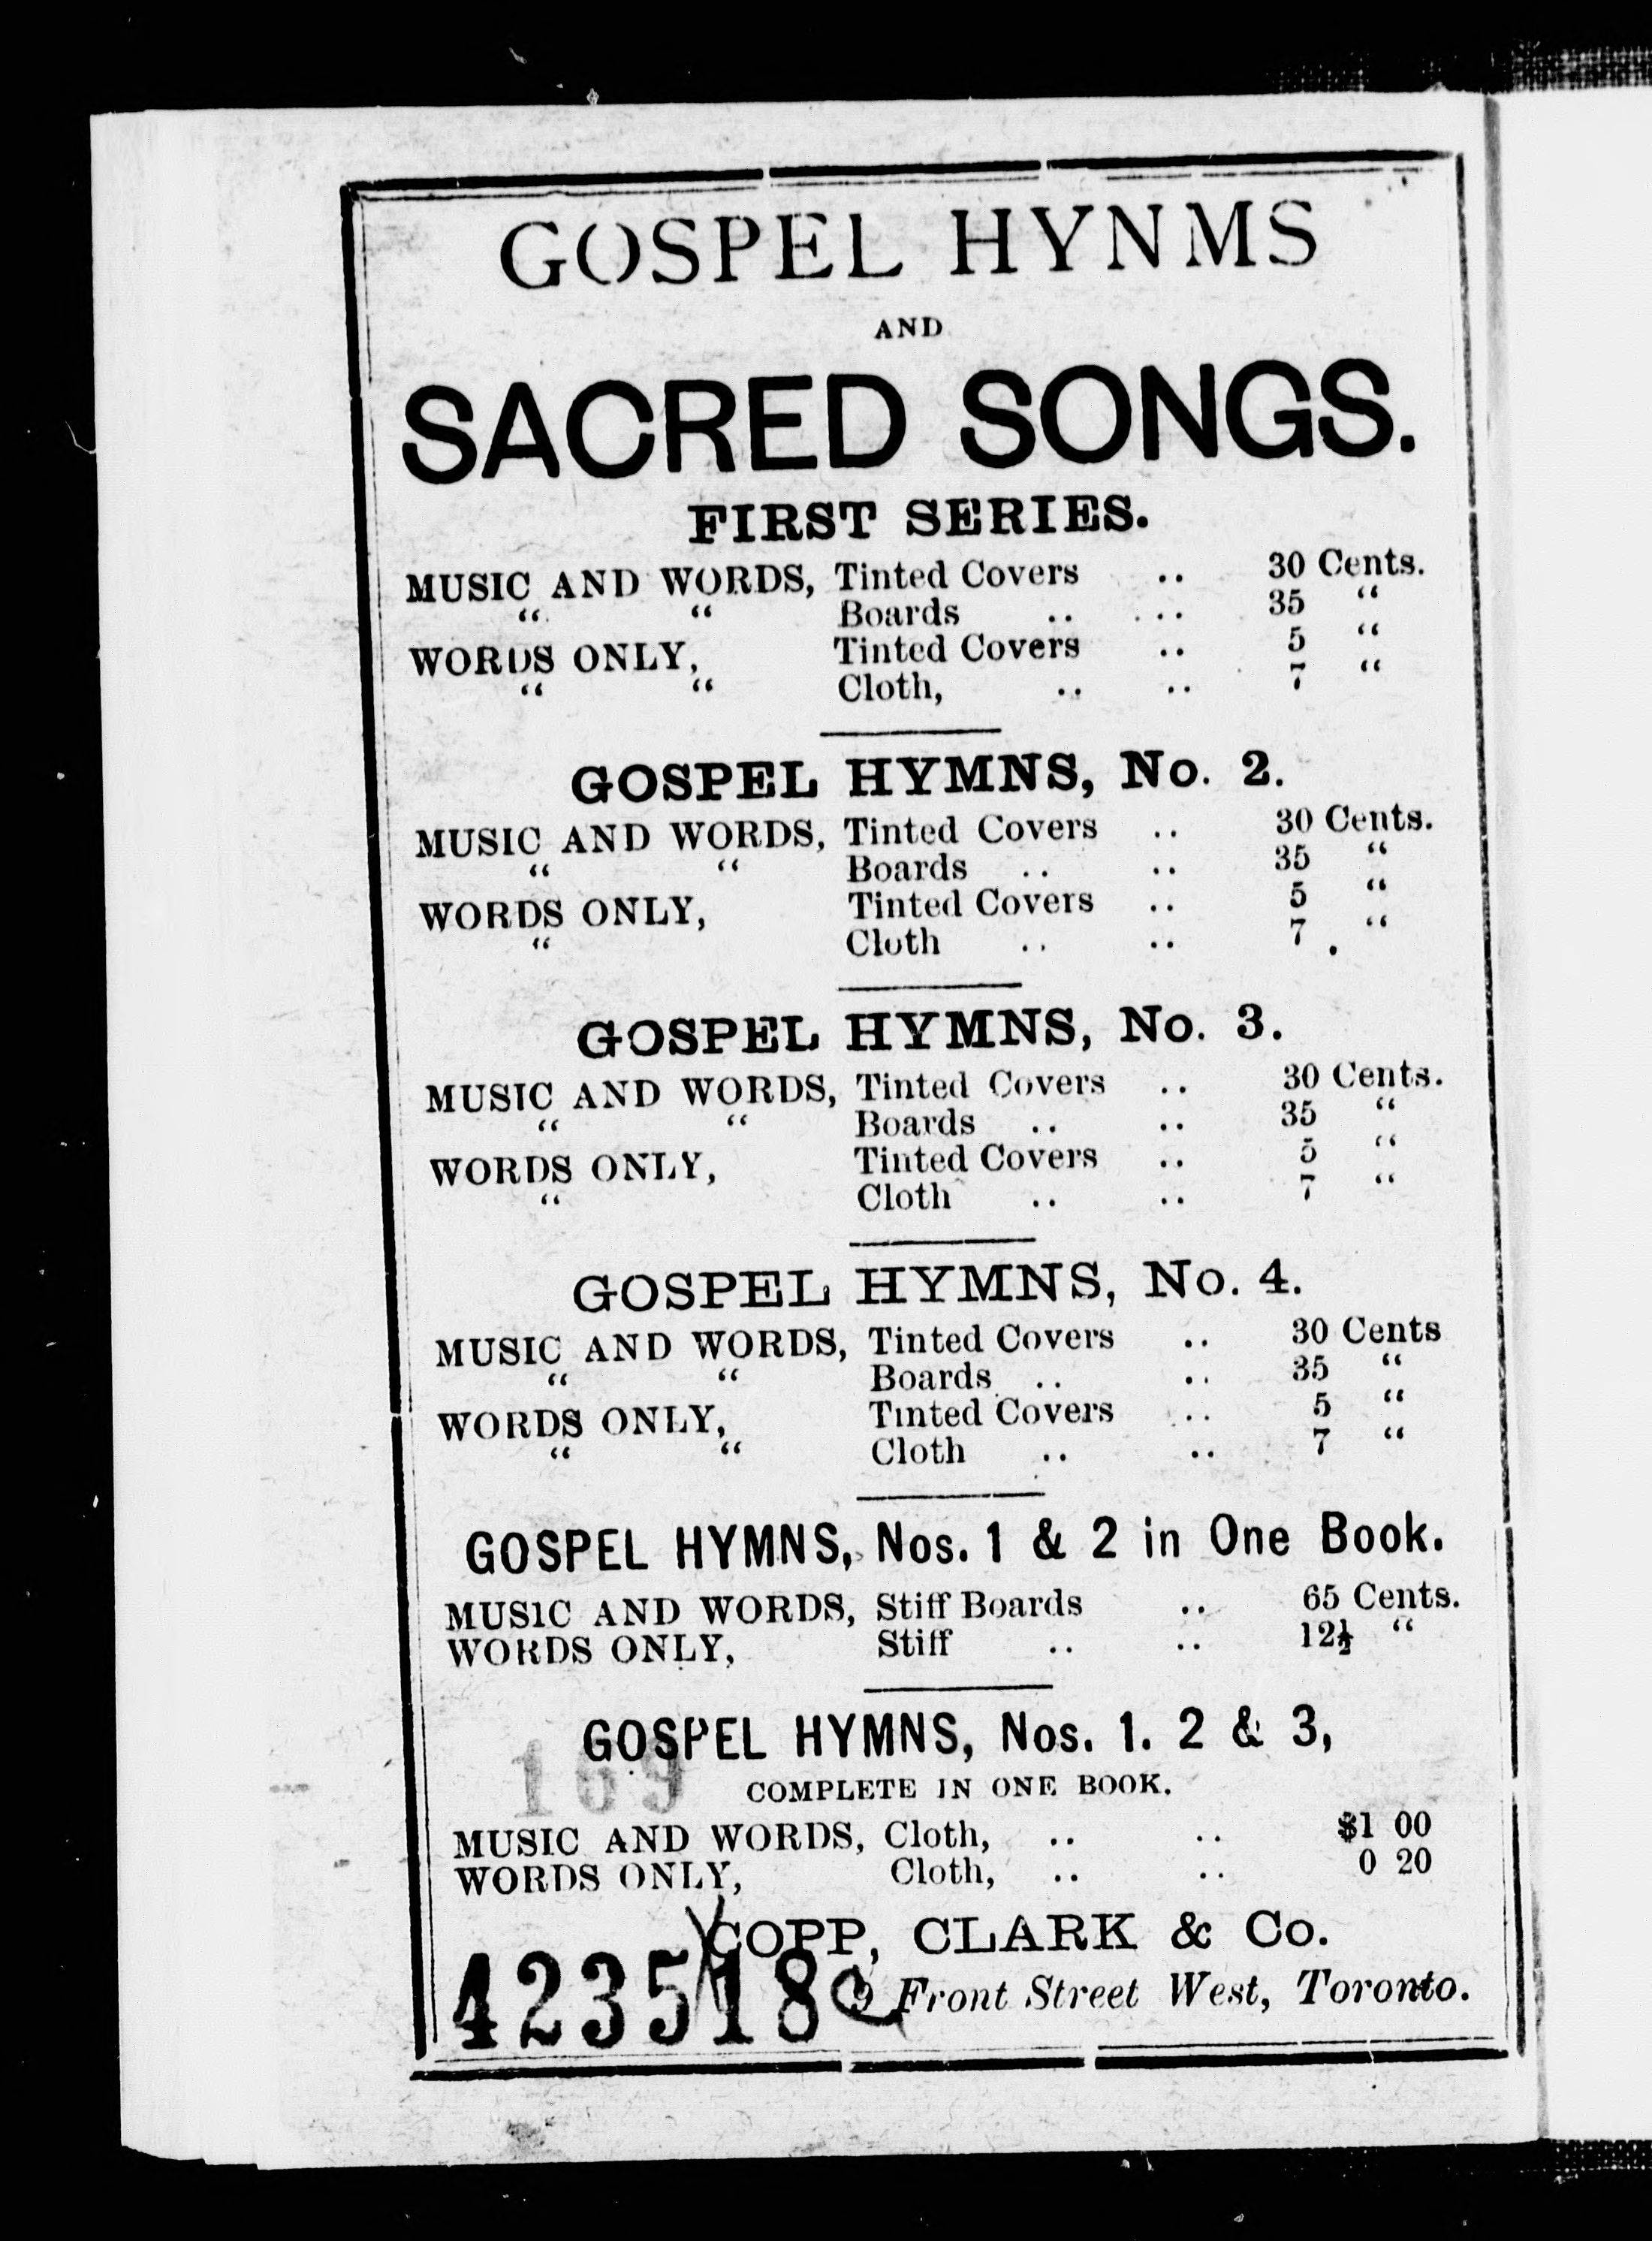 GOSPEL HYNMS
AND
SACRED SONGS.
FIRST SERIES.
MUSIC AND WORDS, Tinted Covers .. 30 Cents.
“ “ Boards .. ... 35 “
WORDS ONLY, Tinted Covers .. 5 “
“ “ Cloth, .. .. 7 “
GOSPEL HYMNS, No. 2.
MUSIC AND WORDS, Tinted Covers .. 30 Cents.
“ “ Boards .. .. 35 “
WORDS ONLY, Tinted Covers .. 5 “
“ Cloth .. .. 7 . “
GOSPEL HYMNS, No. 3.
MUSIC AND WORDS, Tinted Covers .. 30 Cents.
“ “ Boards .. .. 35 “
WORDS ONLY, Tinted Covers .. 5 “
“ Cloth .. .. 7 “
GOSPEL HYMNS, No. 4.
MUSIC AND WORDS, Tinted Covers .. 30 Cents
“ “ Boards .. .. 35 “
WORDS ONLY, Tinted Covers .. 5 “
“ “ Cloth .. .. 7 “
GOSPEL HYMNS, Nos. 1 & 2 in One Book.
MUSIC AND WORDS, Stiff Boards .. 65 Cents.
WORDS ONLY, Stiff .. .. 12½ “
GOSPEL HYMNS, Nos. 1. 2 & 3,
169
COMPLETE IN ONE BOOK.
MUSIC AND WORDS, Cloth, .. .. $1 00
WORDS ONLY, Cloth, .. .. 0 20
COPP, CLARK & Co.
9 Front Street West, Toronto.
4235 18